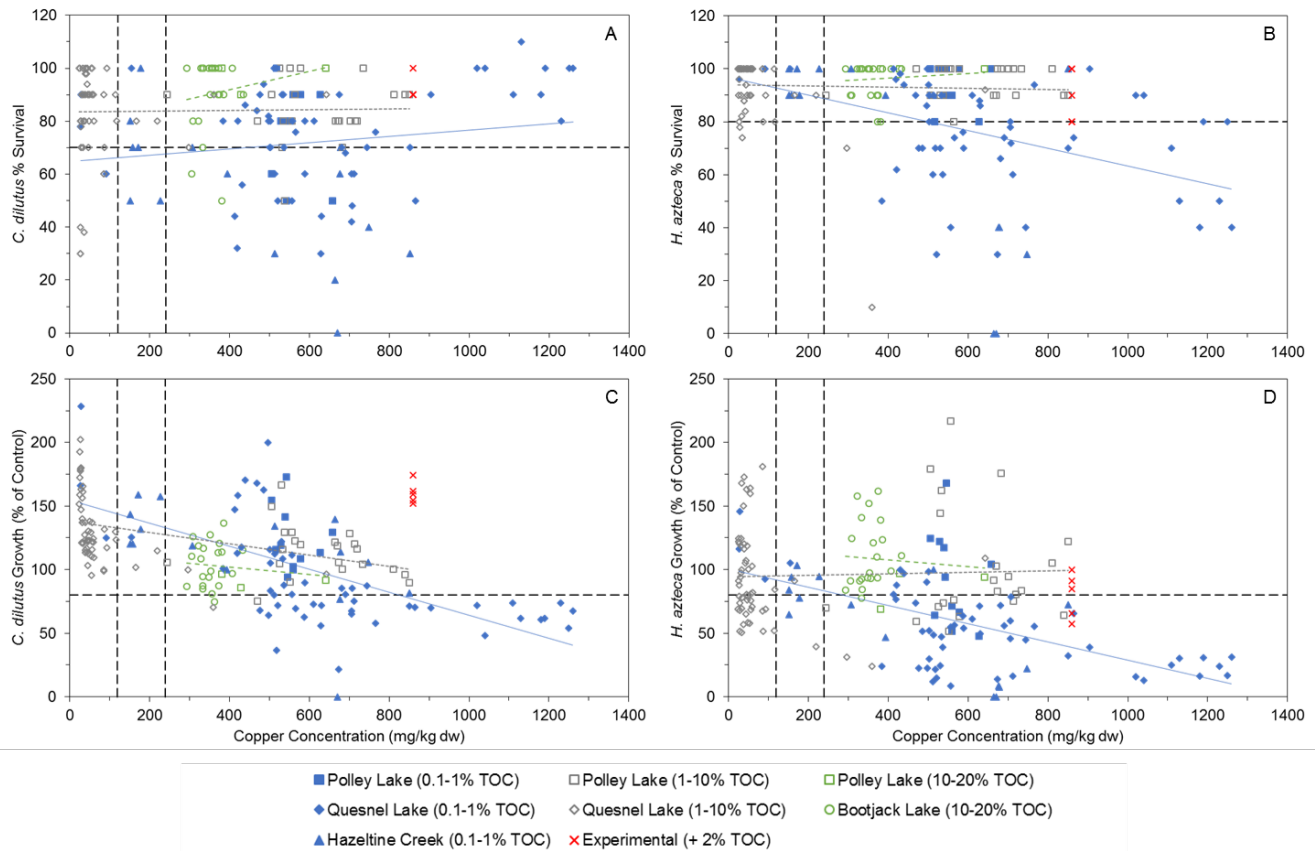 A
B
C. dilutus % Survival
120
100
80
60
40
20
0
0 200 400 600 800 1000 1200 1400
H. azteca % Survival
120
100
80
60
40
20
0
0 200 400 600 800 1000 1200 1400
C
D
C. dilutus Growth (% of Control)
250
200
150
100
50
0
0 200 400 600 800 1000 1200 1400
Copper Concentration (mg/kg dw)
H. azteca Growth (% of Control)
250
200
150
100
50
0
0 200 400 600 800 1000 1200 1400
Copper Concentration (mg/kg dw)
Polley Lake (0.1-1% TOC) Polley Lake (1-10% TOC) Polley Lake (10-20% TOC)
Quesnel Lake (0.1-1% TOC) Quesnel Lake (1-10% TOC) Bootjack Lake (10-20% TOC)
Hazeltine Creek (0.1-1% TOC) Experimental (+ 2% TOC)